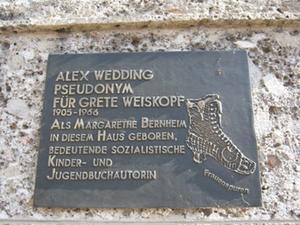 ALEX WEDDING
PSEUDONYM
FÜR GRETE WEISKOPF
1905-1966
ALS MARGARETHE BERNHEIM
IN DIESEM HAUS GEBOREN,
BEDEUTENDE SOZIALISTISCHE
KINDER- UND
JUGENDBUCHAUTORIN
Frauenspuren